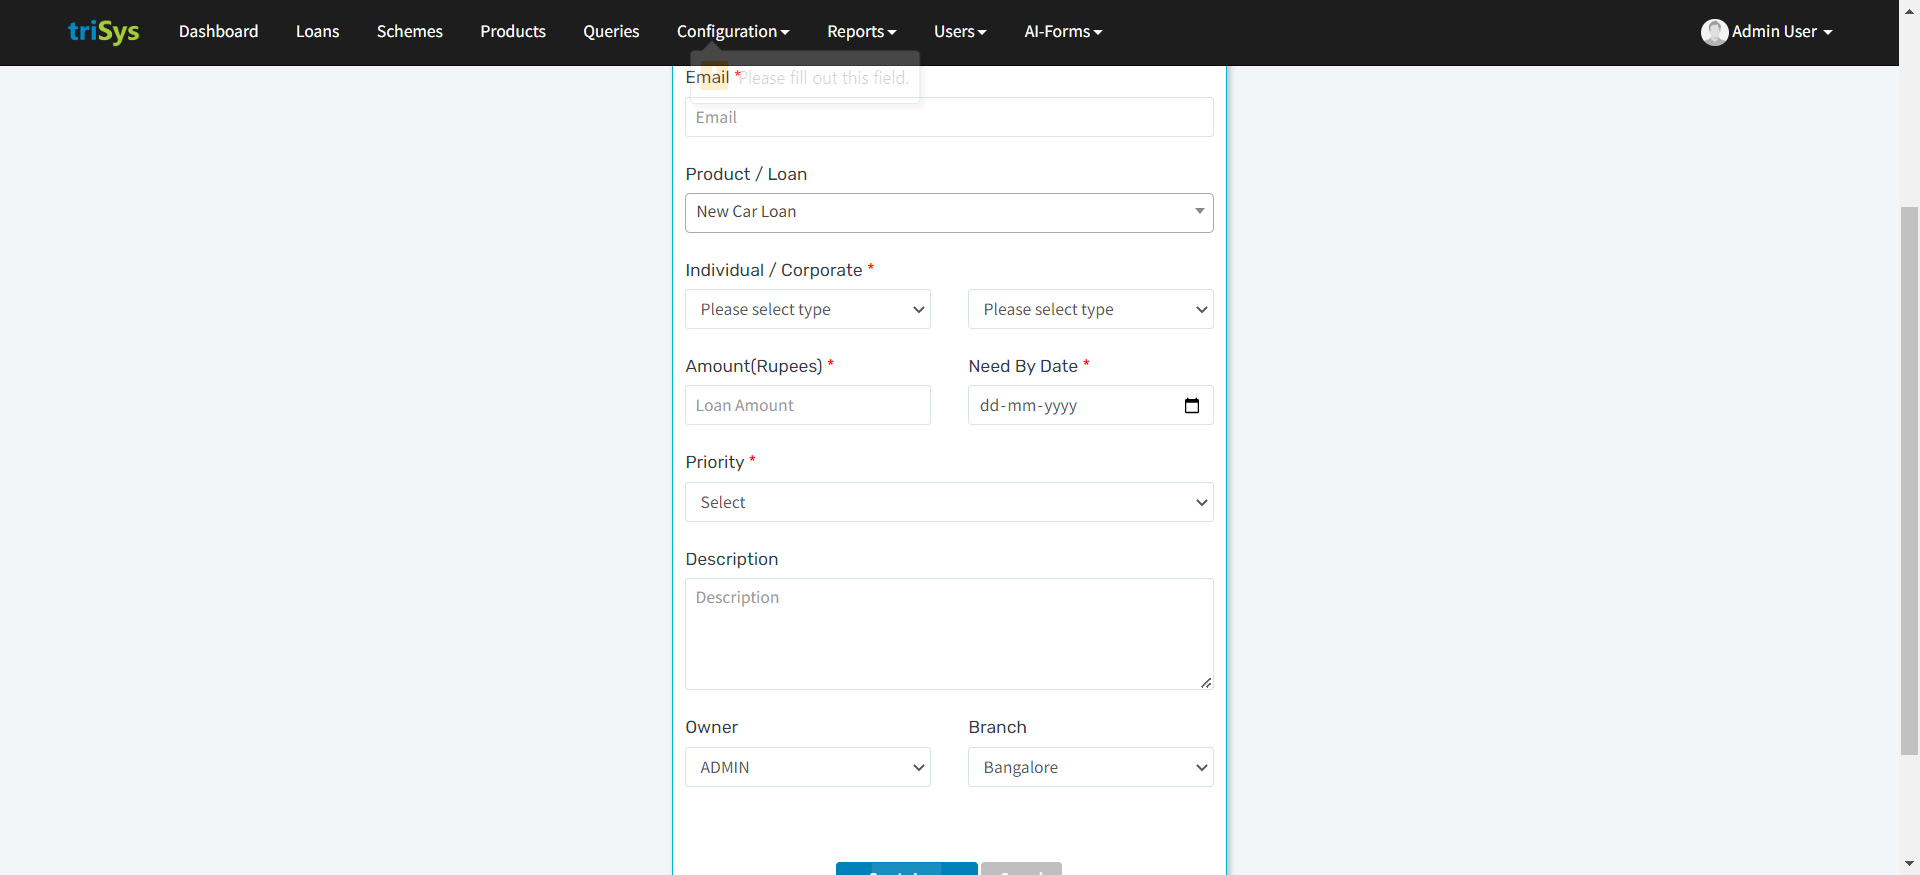 triSys Dashboard Loans Schemes Products Queries Configuration Reports Users AI-Forms Admin User
Email * Please fill out this field.
Email
Product / Loan
New Car Loan
Individual / Corporate *
Please select type Please select type
Amount(Rupees) * Need By Date *
Loan Amount dd-mm-yyyy
Priority *
Select
Description
Description
Owner Branch
ADMIN Bangalore